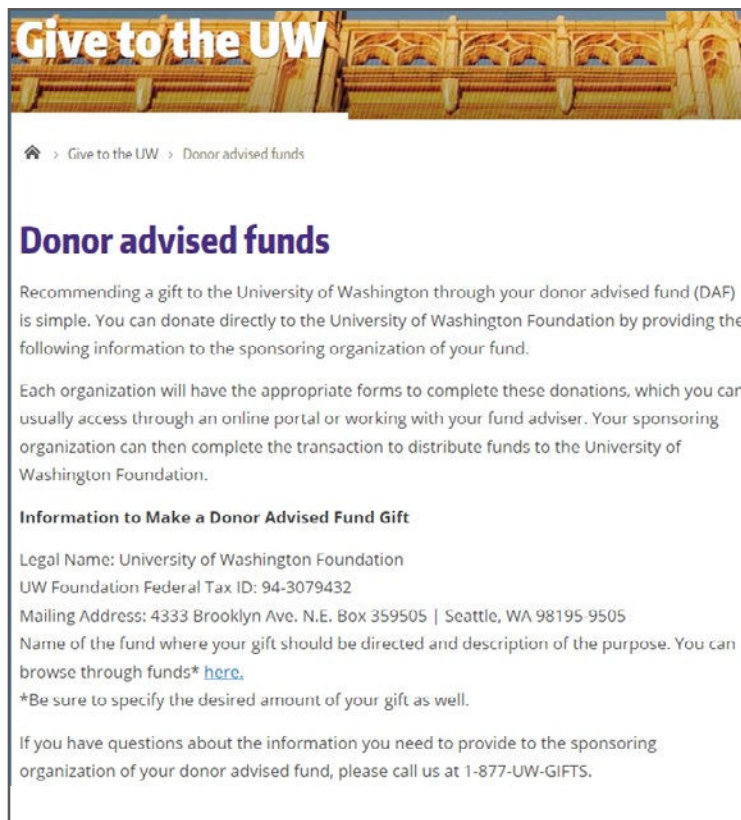 Give to the UW
> Give to the UW > Donor advised funds
Donor advised funds
Recommending a gift to the University of Washington through your donor advised fund (DAF)
is simple. You can donate directly to the University of Washington Foundation by providing the
following information to the sponsoring organization of your fund.
Each organization will have the appropriate forms to complete these donations, which you can
usually access through an online portal or working with your fund adviser. Your sponsoring
organization can then complete the transaction to distribute funds to the University of
Washington Foundation.
Information to Make a Donor Advised Fund Gift
Legal Name: University of Washington Foundation
UW Foundation Federal Tax ID: 94-3079432
Mailing Address: 4333 Brooklyn Ave. N.E. Box 359505 | Seattle, WA 98195-9505
Name of the fund where your gift should be directed and description of the purpose. You can
browse through funds* here.
*Be sure to specify the desired amount of your gift as well.
If you have questions about the information you need to provide to the sponsoring
organization of your donor advised fund, please call us at 1-877-UW-GIFTS.